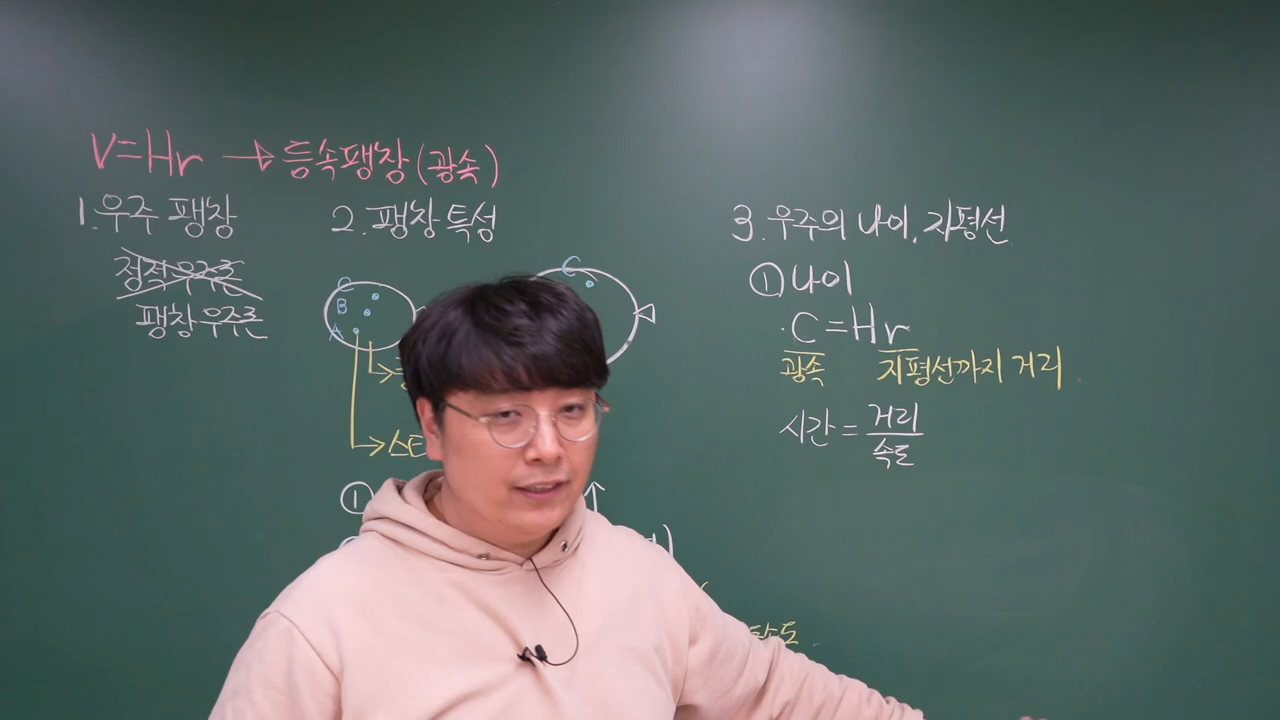 V=Hr → 등속팽창(광속)
1. 우주 팽창
정적우주론
팽창우주론
2. 팽창 특성
C
B
A
C
①
3. 우주의 나이, 지평선
① 나이
·C=Hr
광속 지평선까지 거리
시간 = 거리/속도